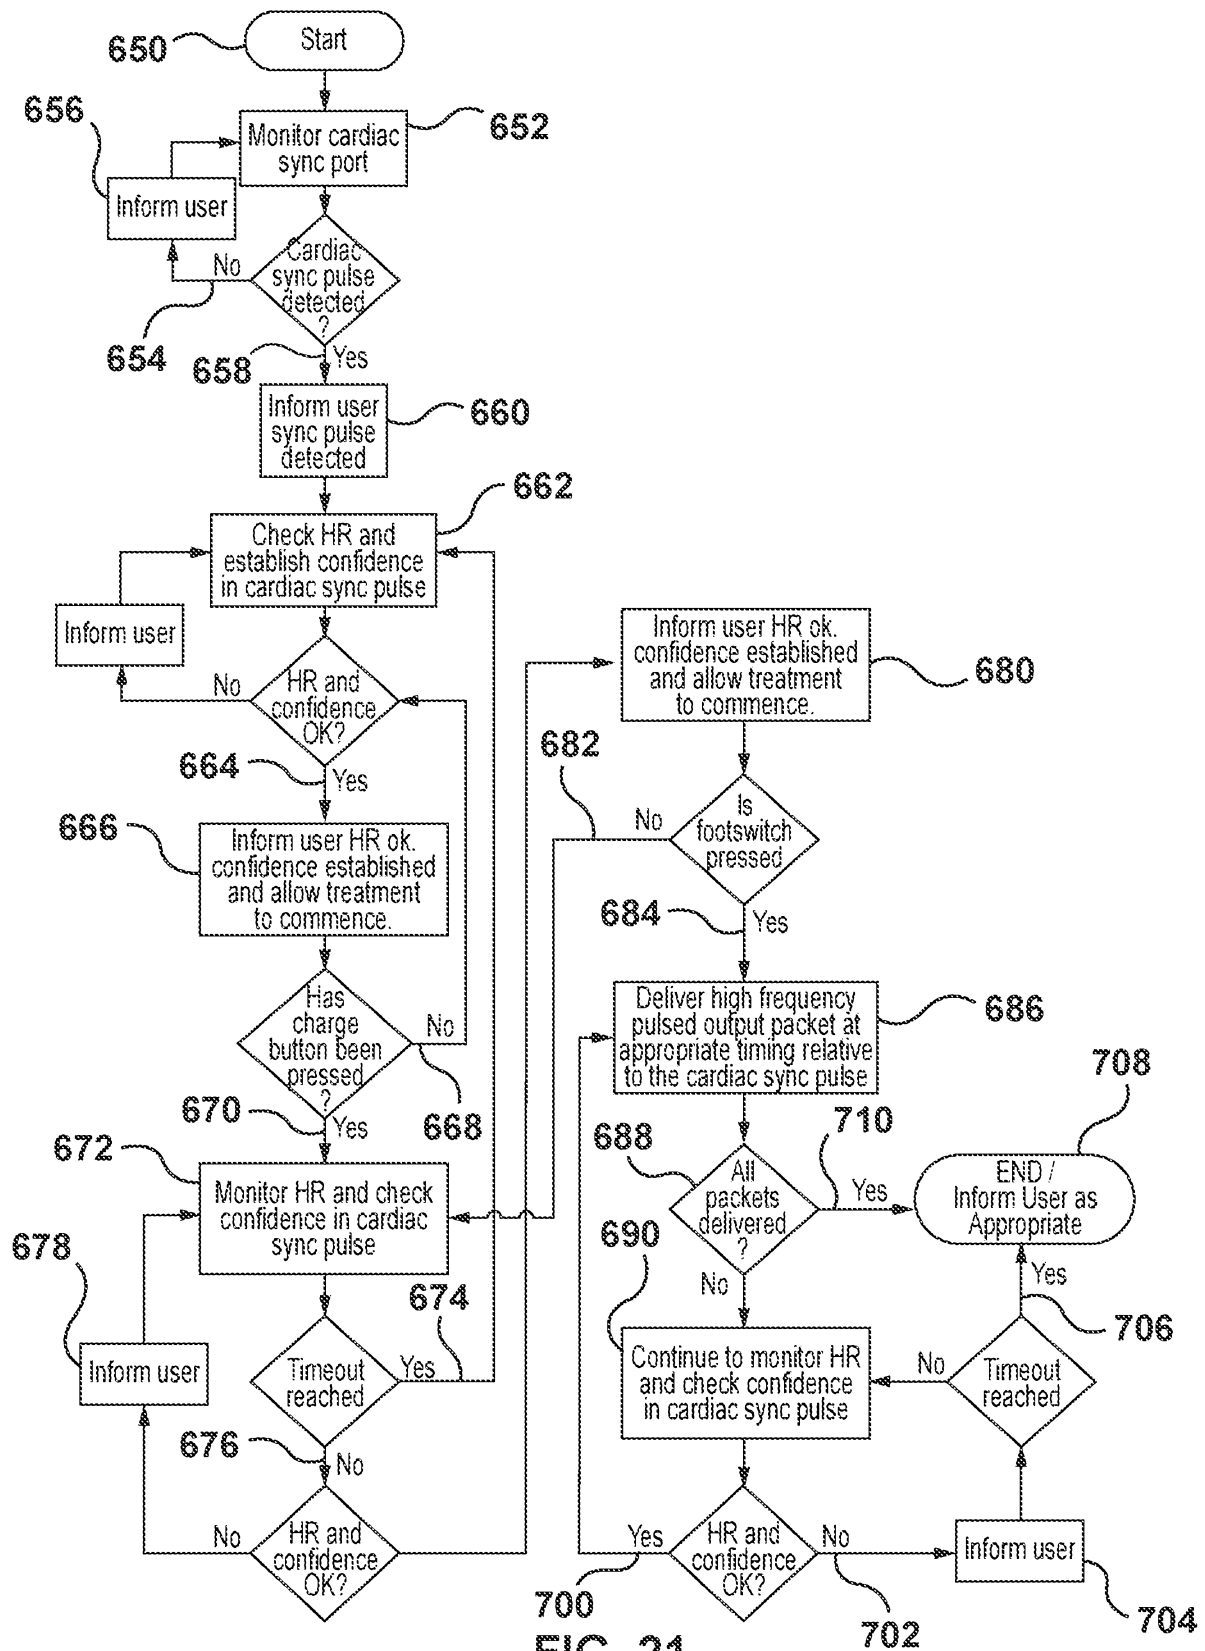 650
Start
656
652
Monitor cardiac
sync port
Inform user
No
Cardiac
sync pulse
detected
?
654
658
Yes
Inform user
sync pulse
detected
660
662
Check HR and
establish confidence
in cardiac sync pulse
Inform user
No
HR and
confidence
OK?
664
Yes
666
Inform user HR ok.
confidence established
and allow treatment
to commence.
Has
charge
button been
pressed
?
No
668
670
Yes
672
Monitor HR and check
confidence in cardiac
sync pulse
678
674
Inform user
Timeout
reached
Yes
676
No
No
HR and
confidence
OK?
Inform user HR ok.
confidence established
and allow treatment
to commence.
680
682
No
Is
footswitch
pressed
684
Yes
Deliver high frequency
pulsed output packet at
appropriate timing relative
to the cardiac sync pulse
686
688
710
708
All
packets
delivered
?
Yes
END /
Inform User as
Appropriate
690
No
Yes
706
Continue to monitor HR
and check confidence
in cardiac sync pulse
No
Timeout
reached
Yes
HR and
confidence
OK?
No
Inform user
700
702
704
FIG. 21